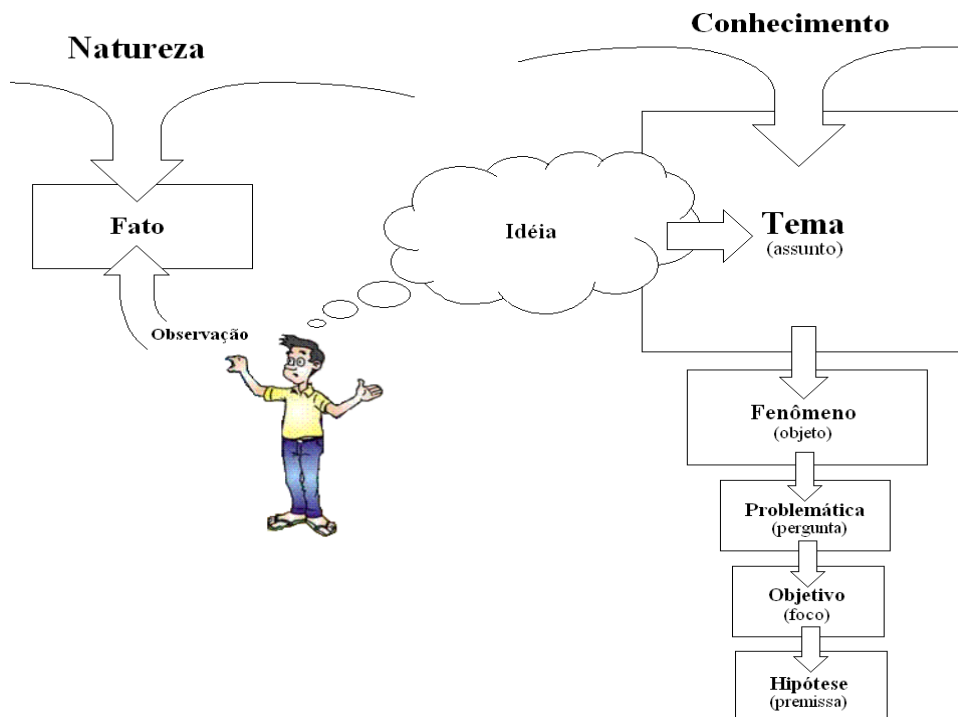 Natureza
Conhecimento
Fato
Observação
Idéia
Tema
(assunto)
Fenômeno
(objeto)
Problemática
(pergunta)
Objetivo
(foco)
Hipótese
(premissa)